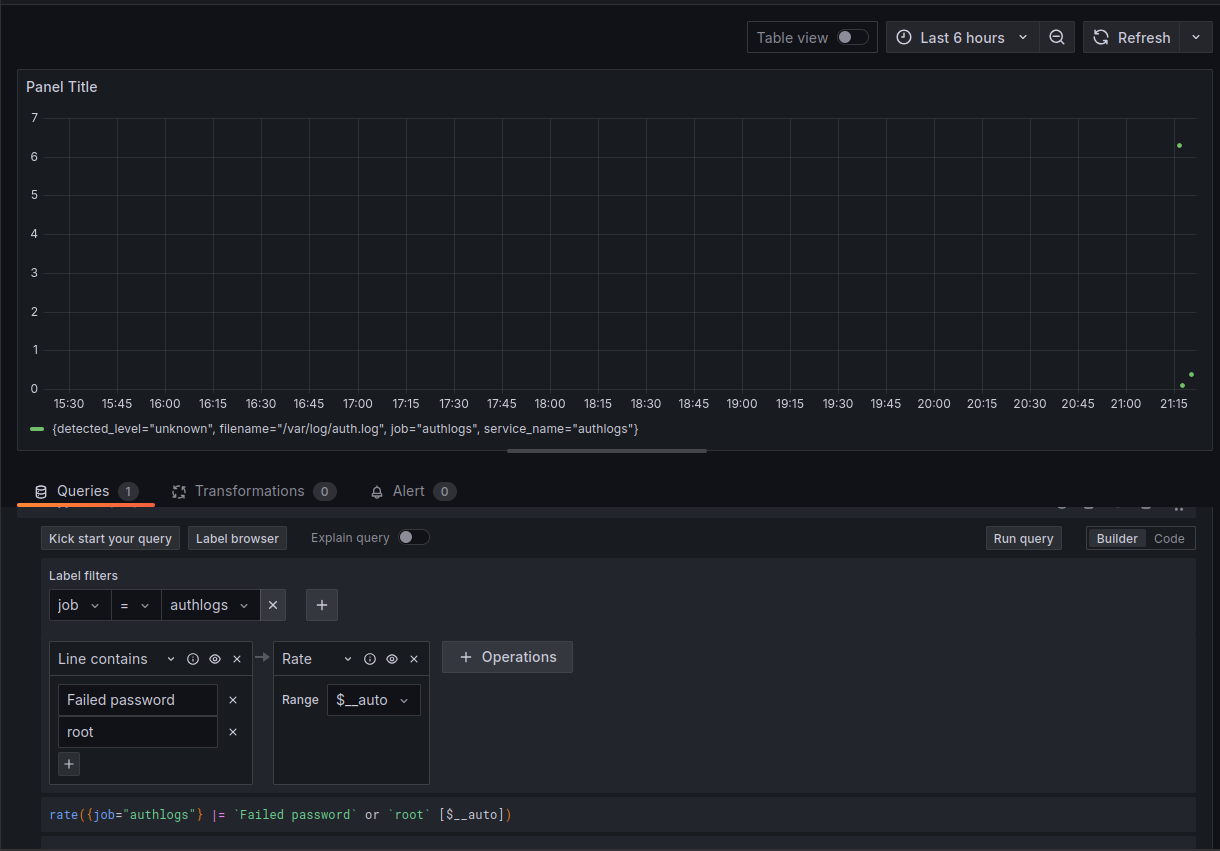 Table view
Last 6 hours
Refresh
Panel Title
7
6
5
4
3
2
1
0
15:30 15:45 16:00 16:15 16:30 16:45 17:00 17:15 17:30 17:45 18:00 18:15 18:30 18:45 19:00 19:15 19:30 19:45 20:00 20:15 20:30 20:45 21:00 21:15
{detected_level="unknown", filename="/var/log/auth.log", job="authlogs", service_name="authlogs"}
Queries 1 Transformations 0 Alert 0
Kick start your query Label browser Explain query Run query Builder Code
Label filters
job = authlogs
Line contains Rate + Operations
Failed password Range $__auto
root
rate({job="authlogs"} |= `Failed password` or `root` [$__auto])